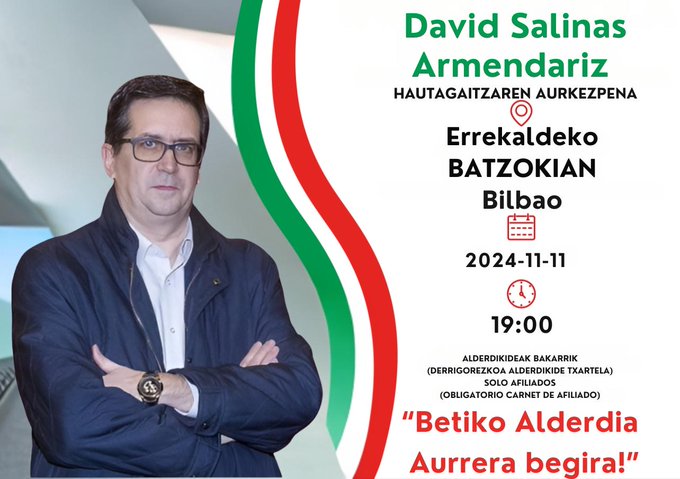 David Salinas
Armendariz
HAUTAGAITZAREN AURKEZPENA
Errekaldeko
BATZOKIAN
Bilbao
2024-11-11
19:00
ALDERDIKIDEAK BAKARRIK
(DERRIGOREZKOA ALDERDIKIDE TXARTELA)
SOLO AFILIADOS
(OBLIGATORIO CARNET DE AFILIADO)
“Betiko Alderdia
Aurrera begira!”